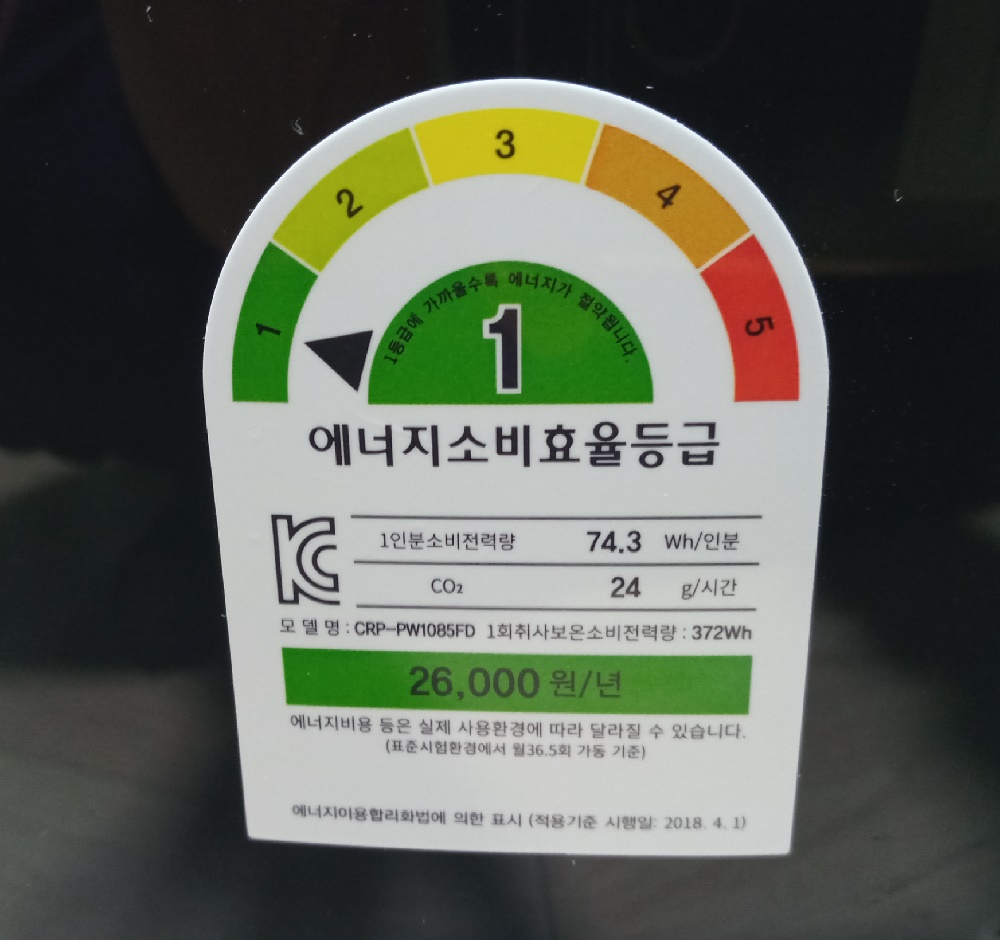 1
2
3
4
5
1등급에 가까울수록 에너지가 절약됩니다.
1
에너지소비효율등급
KC
1인분소비전력량 74.3 Wh/인분
CO₂ 24 g/시간
모델명 : CRP-PW1085FD 1회취사보온소비전력량 : 372Wh
26,000 원/년
에너지비용 등은 실제 사용환경에 따라 달라질 수 있습니다.
(표준시험환경에서 월36.5회 가동 기준)
에너지이용합리화법에 의한 표시 (적용기준 시행일: 2018. 4. 1)